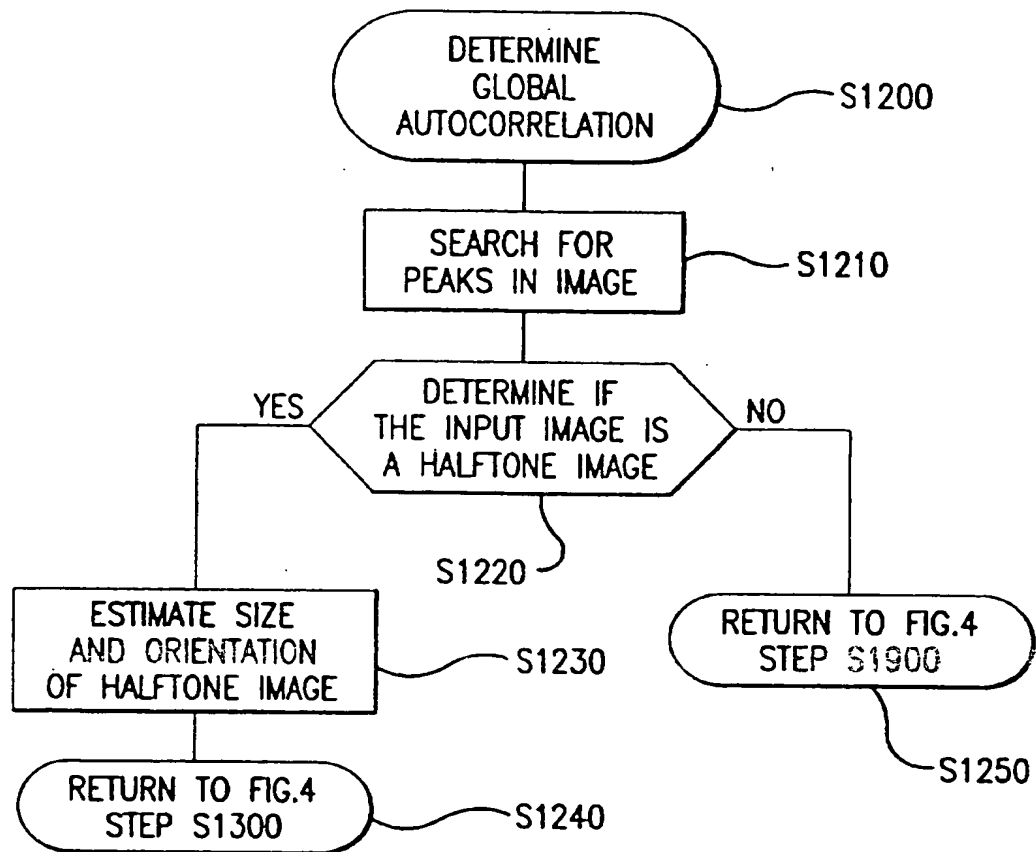 DETERMINE
GLOBAL
AUTOCORRELATION
S1200
SEARCH FOR
PEAKS IN IMAGE
S1210
DETERMINE IF
THE INPUT IMAGE IS
A HALFTONE IMAGE
YES
NO
S1220
ESTIMATE SIZE
AND ORIENTATION
OF HALFTONE IMAGE
S1230
RETURN TO FIG.4
STEP S1900
S1250
RETURN TO FIG.4
STEP S1300
S1240